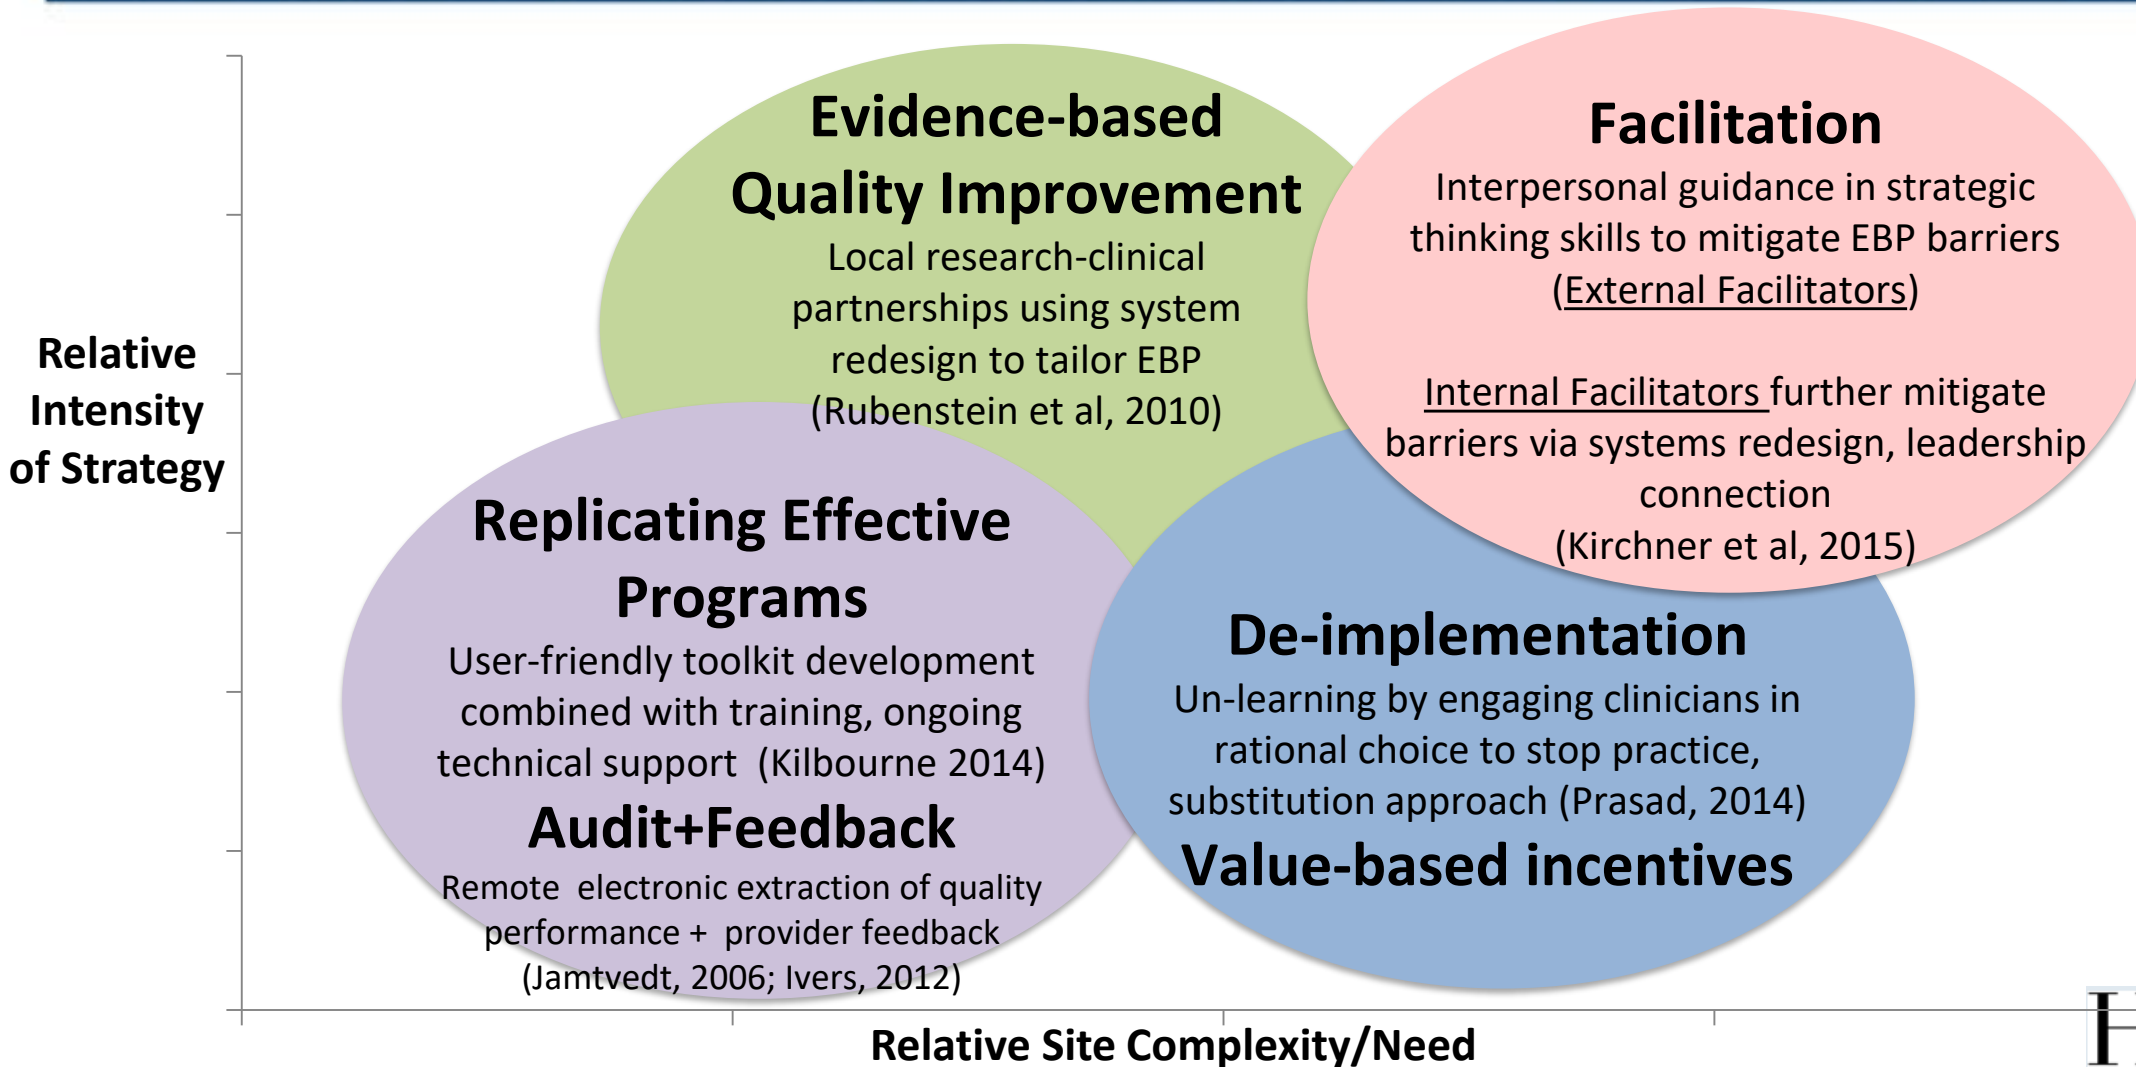 Evidence-based
Quality Improvement
Local research-clinical
partnerships using system
redesign to tailor EBP
(Rubenstein et al, 2010)
Facilitation
Interpersonal guidance in strategic
thinking skills to mitigate EBP barriers
(External Facilitators)
Internal Facilitators further mitigate
barriers via systems redesign, leadership
connection
(Kirchner et al, 2015)
Relative
Intensity
of Strategy
Replicating Effective
Programs
User-friendly toolkit development
combined with training, ongoing
technical support (Kilbourne 2014)
Audit+Feedback
Remote electronic extraction of quality
performance + provider feedback
(Jamtvedt, 2006; Ivers, 2012)
De-implementation
Un-learning by engaging clinicians in
rational choice to stop practice,
substitution approach (Prasad, 2014)
Value-based incentives
Relative Site Complexity/Need